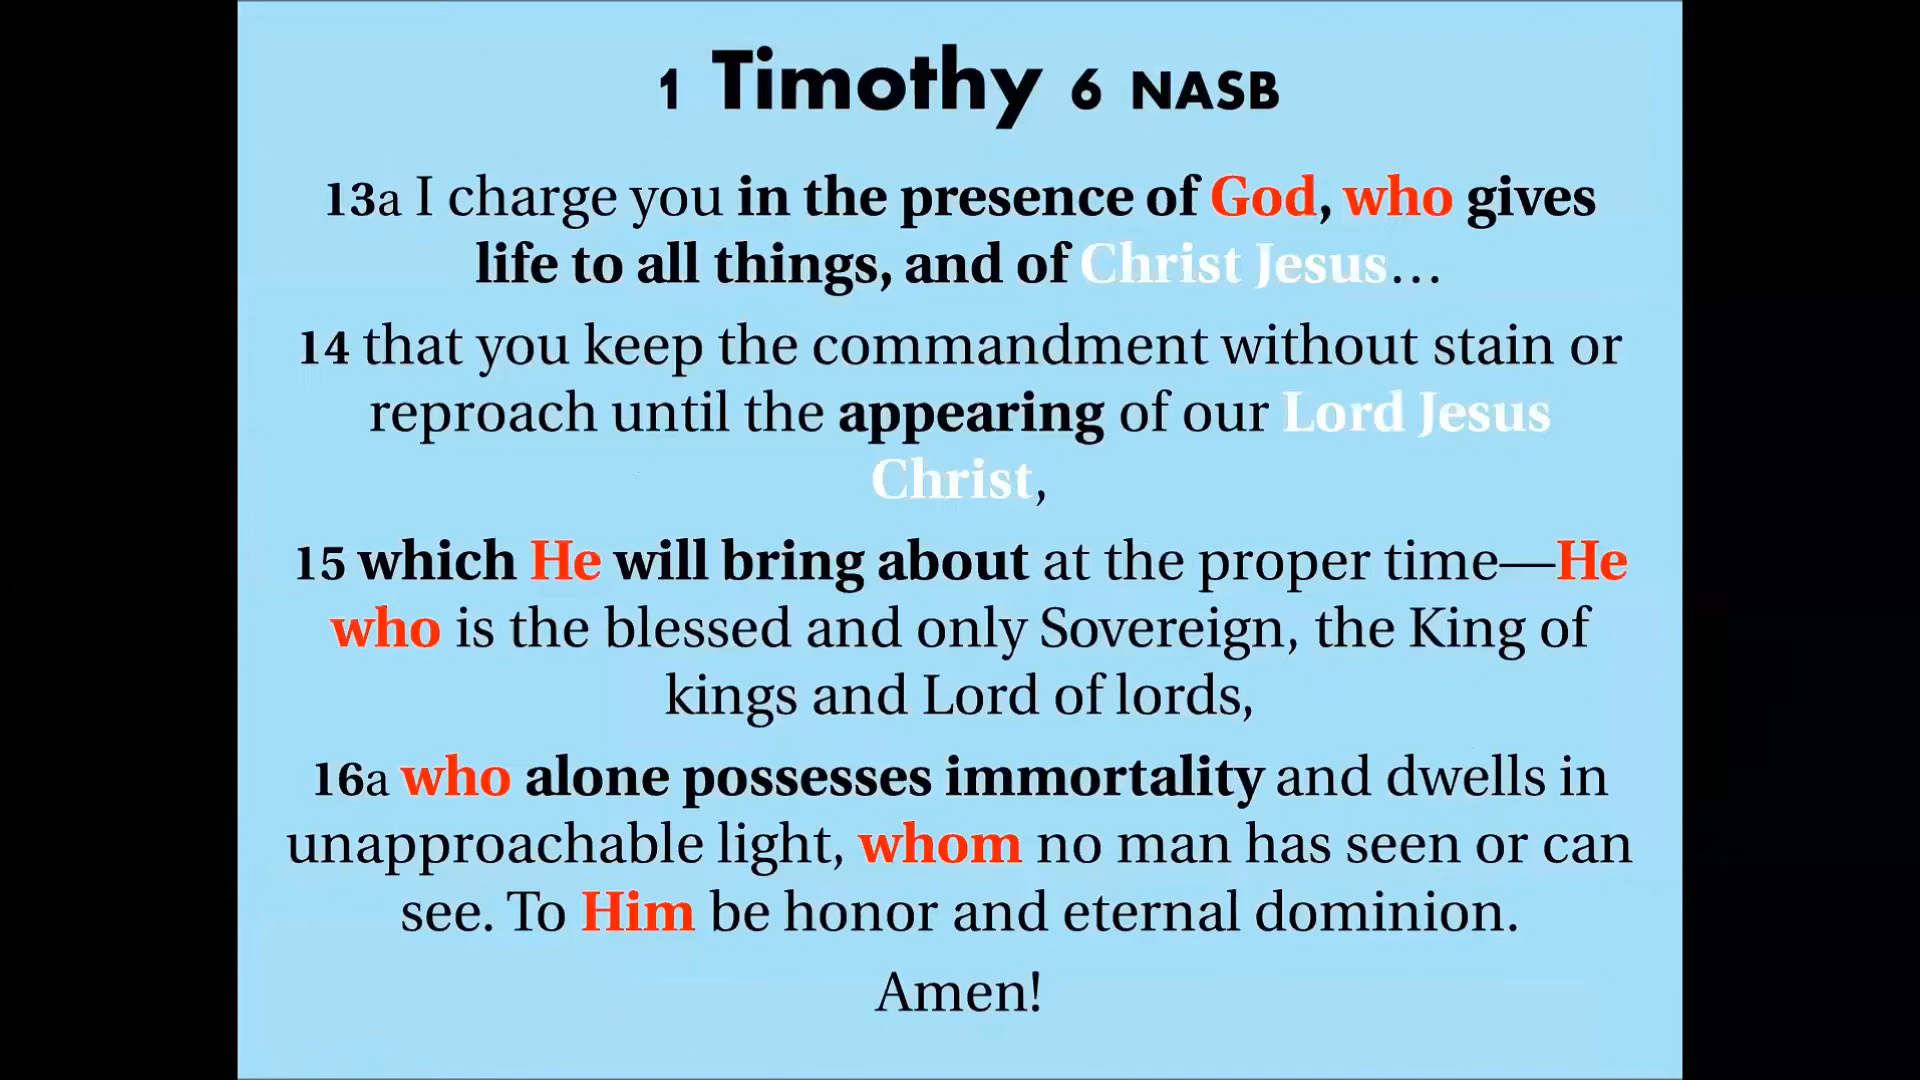 1 Timothy 6 NASB
13a I charge you in the presence of God, who gives
life to all things, and of Christ Jesus…
14 that you keep the commandment without stain or
reproach until the appearing of our Lord Jesus
Christ,
15 which He will bring about at the proper time—He
who is the blessed and only Sovereign, the King of
kings and Lord of lords,
16a who alone possesses immortality and dwells in
unapproachable light, whom no man has seen or can
see. To Him be honor and eternal dominion.
Amen!